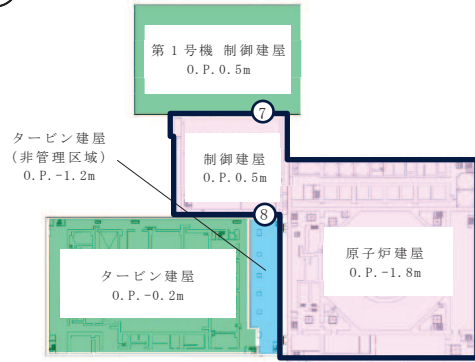 第1号機 制御建屋
O.P.0.5m
⑦
タービン建屋
(非管理区域)
O.P.-1.2m
制御建屋
O.P.0.5m
⑧
タービン建屋
O.P.-0.2m
原子炉建屋
O.P.-1.8m